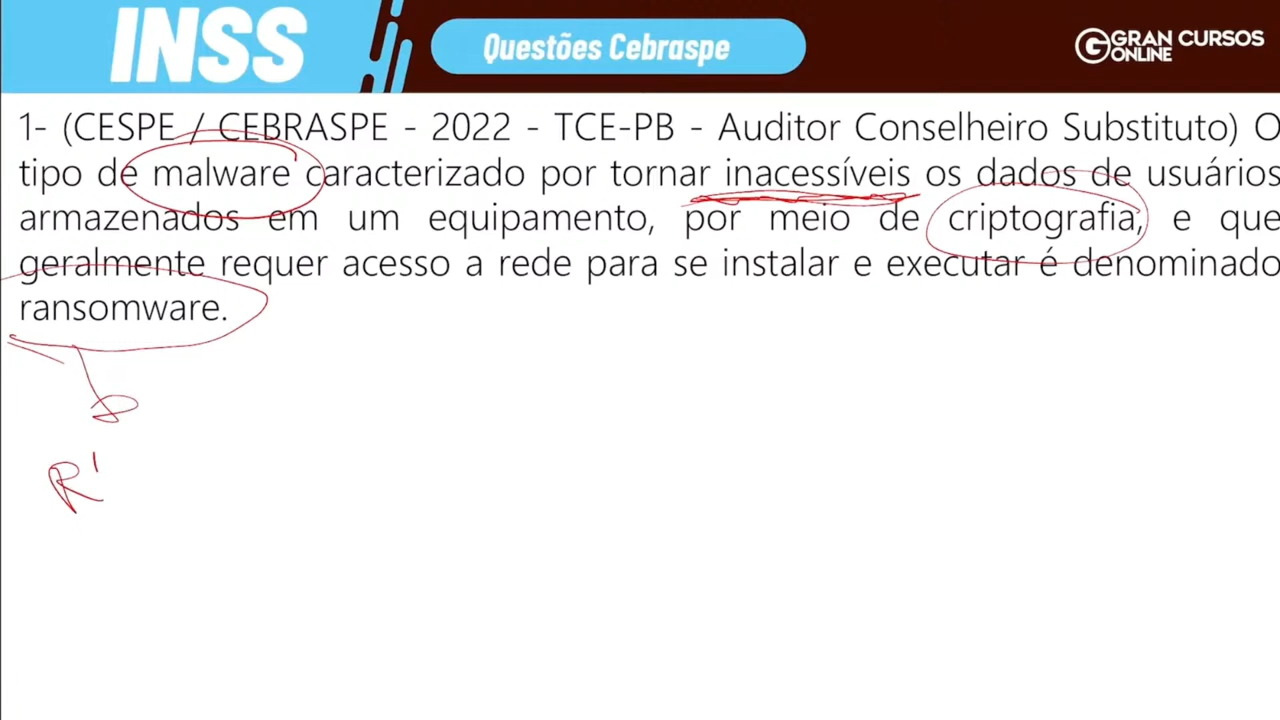 INSS
Questões Cebraspe
GRAN CURSOS
ONLINE
1- (CESPE / CEBRASPE - 2022 - TCE-PB - Auditor Conselheiro Substituto) O
tipo de malware caracterizado por tornar inacessíveis os dados de usuários
armazenados em um equipamento, por meio de criptografia, e que
geralmente requer acesso a rede para se instalar e executar é denominado
ransomware.